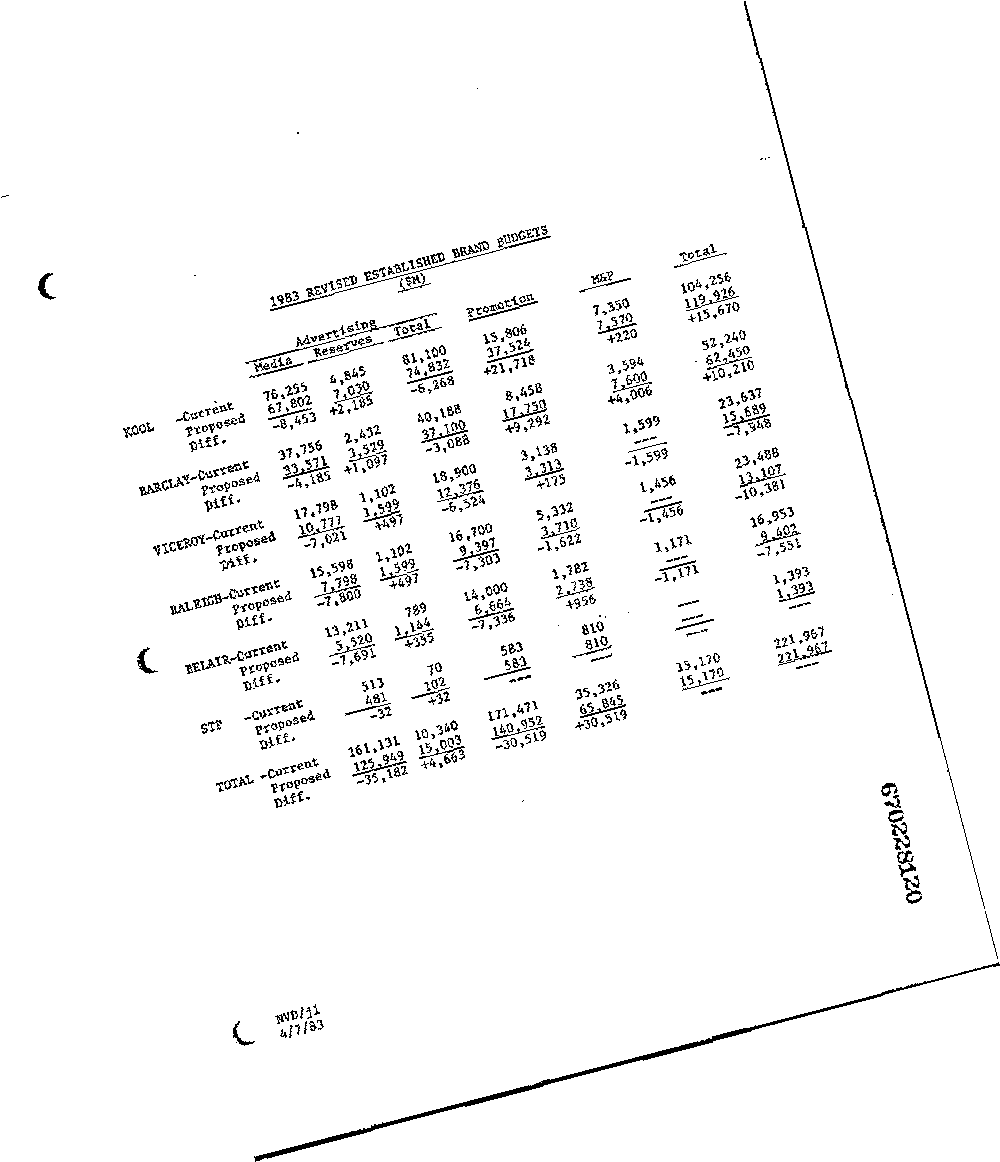 1983 REVISED ESTABLISHED BRAND BUDGETS
($M)
Advertising
Media Reserves Total Promotion M&P Total
KOOL -Current 76,255 4,845 81,100 15,806 7,350 104,256
Proposed 67,802 7,030 74,832 37,524 7,570 119,926
Diff. -8,453 +2,185 -6,268 +21,718 +220 +15,670
BARCLAY-Current 37,756 2,432 40,188 8,458 3,594 52,240
Proposed 33,571 3,529 37,100 17,750 7,600 62,450
Diff. -4,185 +1,097 -3,088 +9,292 +4,006 +10,210
VICEROY-Current 17,798 1,102 18,900 3,138 1,599 23,637
Proposed 10,777 1,599 12,376 3,313 --- 15,689
Diff. -7,021 +497 -6,524 +175 -1,599 -7,948
RALEIGH-Current 15,598 1,102 16,700 5,332 1,456 23,488
Proposed 7,798 1,599 9,397 3,710 --- 13,107
Diff. -7,800 +497 -7,303 -1,622 -1,456 -10,381
BELAIR-Current 13,211 789 14,000 1,782 1,171 16,953
Proposed 5,520 1,144 6,664 2,738 --- 9,402
Diff. -7,691 +355 -7,336 +956 -1,171 -7,551
STF -Current 513 70 583 810 --- 1,393
Proposed 481 102 583 810 --- 1,393
Diff. -32 +32 --- --- --- ---
TOTAL -Current 161,131 10,340 171,471 35,326 15,170 221,967
Proposed 125,949 15,003 140,952 65,845 15,170 221,967
Diff. -35,182 +4,663 -30,519 +30,519 --- ---
670228120
NVD/jj
4/7/83